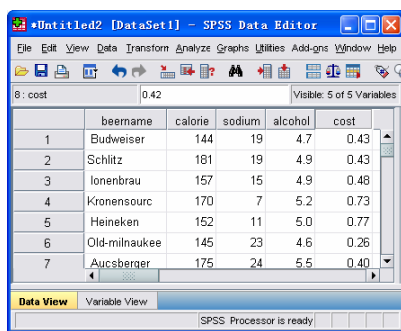 *Untitled2 [DataSet1] - SPSS Data Editor
File Edit View Data Transform Analyze Graphs Utilities Add-ons Window Help
8 : cost 0.42 Visible: 5 of 5 Variables
beername calorie sodium alcohol cost
1 Budweiser 144 19 4.7 0.43
2 Schlitz 181 19 4.9 0.43
3 Ionenbrau 157 15 4.9 0.48
4 Kronensourc 170 7 5.2 0.73
5 Heineken 152 11 5.0 0.77
6 Old-milnaukee 145 23 4.6 0.26
7 Aucsberger 175 24 5.5 0.40
Data View Variable View
SPSS Processor is ready